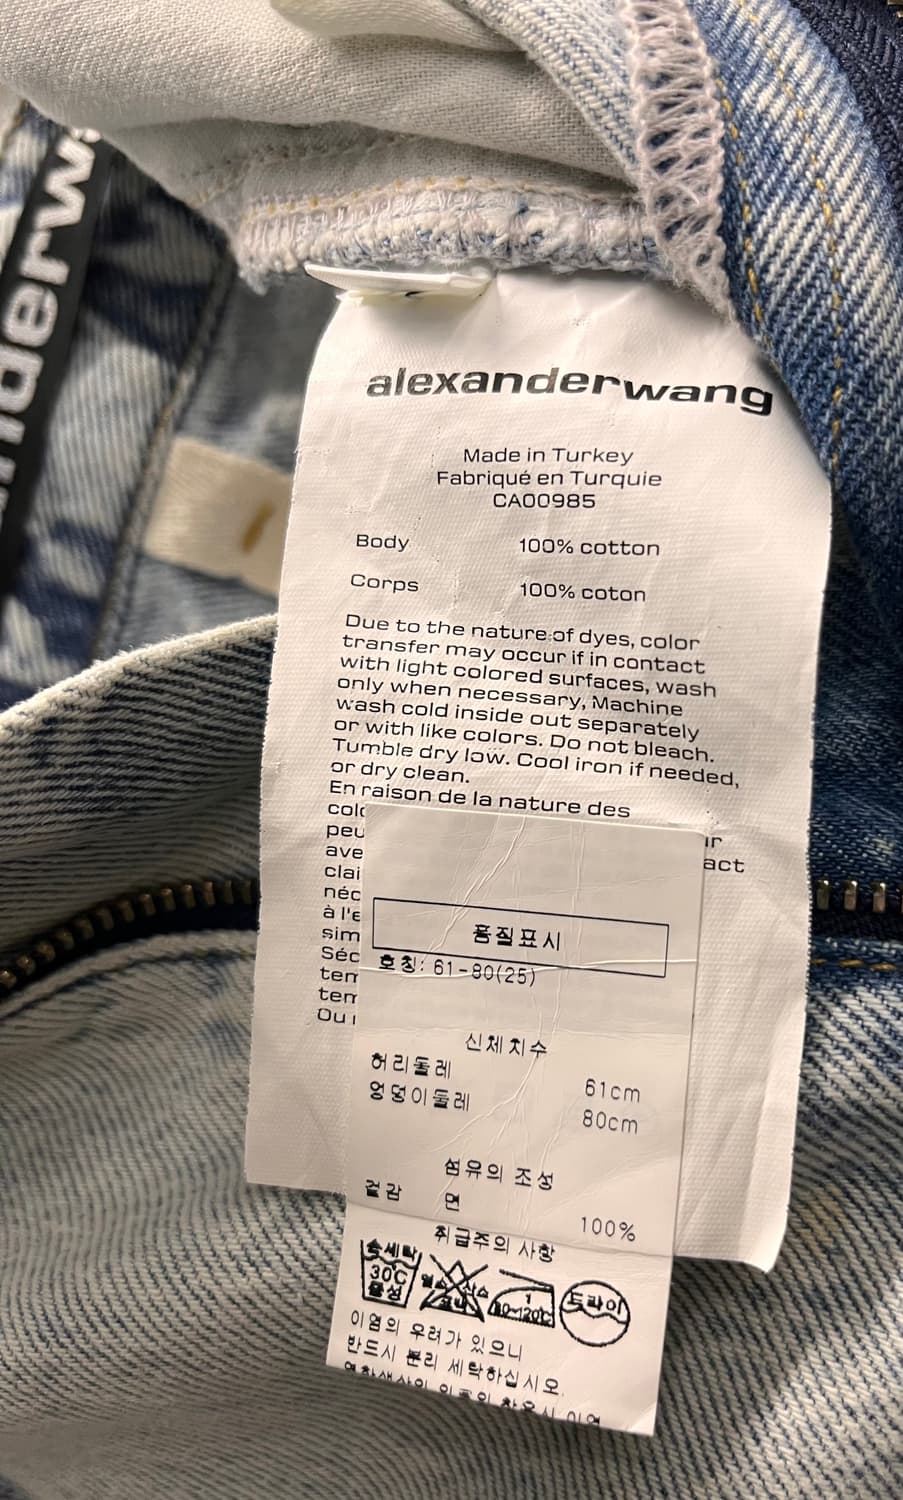 alexanderwang
Made in Turkey
Fabriqué en Turquie
CA00985
Body 100% cotton
Corps 100% coton
Due to the nature of dyes, color
transfer may occur if in contact
with light colored surfaces, wash
only when necessary, Machine
wash cold inside out separately
or with like colors. Do not bleach.
Tumble dry low. Cool iron if needed,
or dry clean.
En raison de la nature des
품질표시
호칭: 61-80(25)
신체치수
허리둘레 61cm
엉덩이둘레 80cm
섬유의 조성
겉감 면 100%
취급주의 사항
손세탁
30℃
중성
1
80~120℃
드라이
이염의 우려가 있으니
반드시 분리 세탁하십시오.